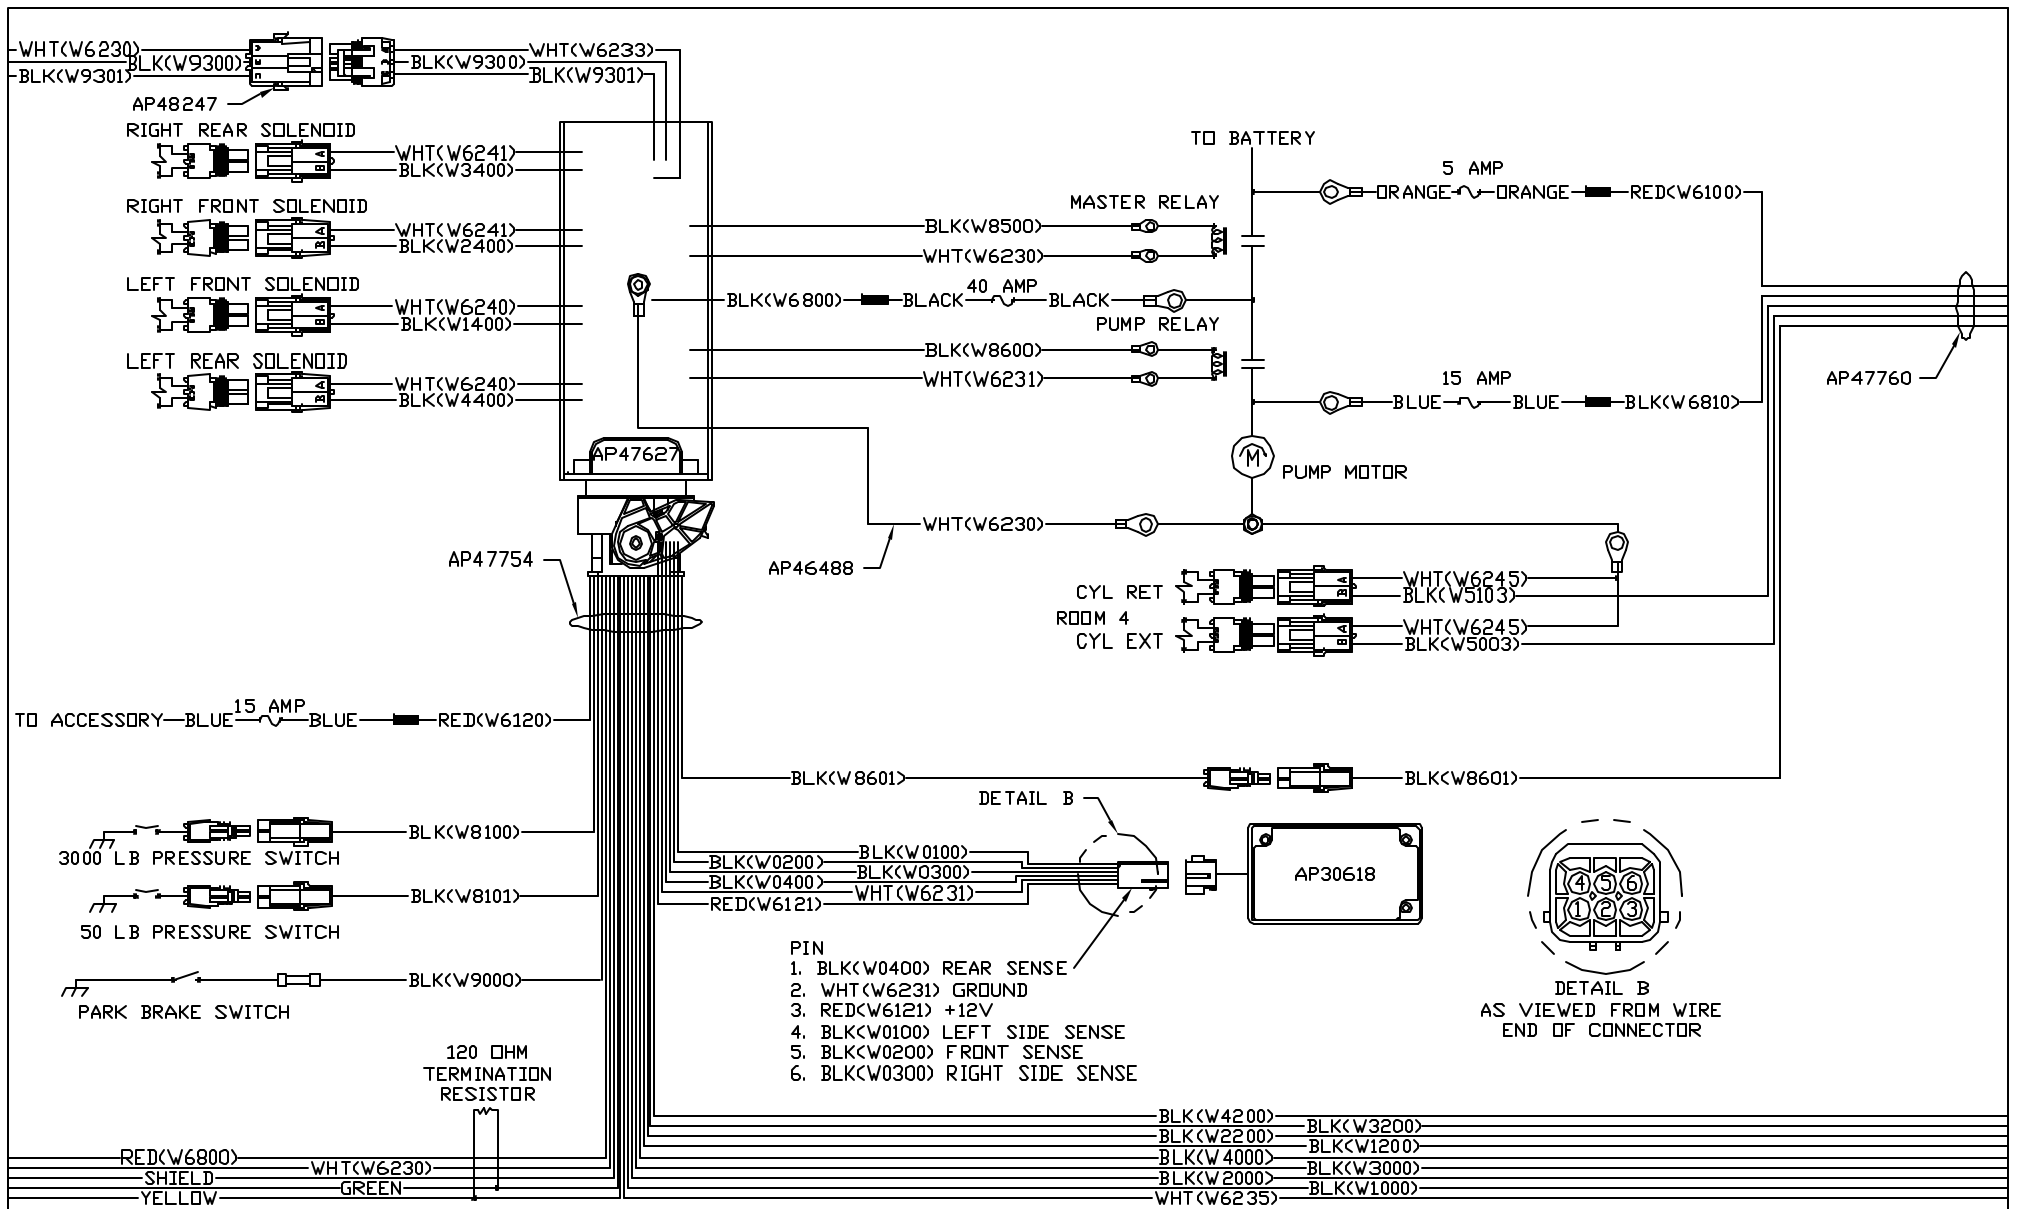 WHT(W6230)
BLK(W9300)
BLK(W9301)
WHT(W6233)
BLK(W9300)
BLK(W9301)
AP48247
RIGHT REAR SOLENOID
A
B
WHT(W6241)
BLK(W3400)
RIGHT FRONT SOLENOID
A
B
WHT(W6241)
BLK(W2400)
LEFT FRONT SOLENOID
A
B
WHT(W6240)
BLK(W1400)
LEFT REAR SOLENOID
A
B
WHT(W6240)
BLK(W4400)
AP47627
TO BATTERY
5 AMP
ORANGE
ORANGE
RED(W6100)
MASTER RELAY
BLK(W8500)
WHT(W6230)
40 AMP
BLK(W6800)
BLACK
BLACK
PUMP RELAY
BLK(W8600)
WHT(W6231)
15 AMP
BLUE
BLUE
BLK(W6810)
AP47760
M
PUMP MOTOR
WHT(W6230)
AP46488
AP47754
CYL RET
A
B
WHT(W6245)
BLK(W5103)
ROOM 4
CYL EXT
A
B
WHT(W6245)
BLK(W5003)
TO ACCESSORY
BLUE
15 AMP
BLUE
RED(W6120)
BLK(W8601)
BLK(W8601)
DETAIL B
BLK(W8100)
3000 LB PRESSURE SWITCH
BLK(W8101)
50 LB PRESSURE SWITCH
BLK(W9000)
PARK BRAKE SWITCH
BLK(W0100)
BLK(W0200)
BLK(W0300)
BLK(W0400)
WHT(W6231)
RED(W6121)
AP30618
4 5 6
1 2 3
PIN
1. BLK(W0400) REAR SENSE
2. WHT(W6231) GROUND
3. RED(W6121) +12V
4. BLK(W0100) LEFT SIDE SENSE
5. BLK(W0200) FRONT SENSE
6. BLK(W0300) RIGHT SIDE SENSE
DETAIL B
AS VIEWED FROM WIRE
END OF CONNECTOR
120 OHM
TERMINATION
RESISTOR
RED(W6800)
WHT(W6230)
SHIELD
GREEN
YELLOW
BLK(W4200)
BLK(W3200)
BLK(W2200)
BLK(W1200)
BLK(W4000)
BLK(W3000)
BLK(W2000)
BLK(W1000)
WHT(W6235)